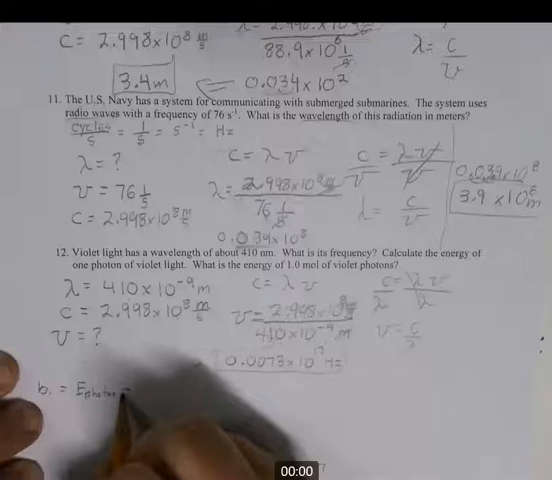 c = 2.998×10⁸ m/s
88.9×10⁶ 1/s
λ = c/ν
3.4m ⇐ 0.034×10²
11. The U.S. Navy has a system for communicating with submerged submarines. The system uses
radio waves with a frequency of 76 s⁻¹. What is the wavelength of this radiation in meters?
cycles/s = 1/s = s⁻¹ = Hz
λ = ?
ν = 76 1/s
c = 2.998×10⁸ m/s
c = λ ν
λ = 2.998×10⁸ m/s / 76 1/s
0.039×10⁸
c/ν = λν/ν
λ = c/ν
0.039×10⁸
3.9×10⁶ m
12. Violet light has a wavelength of about 410 nm. What is its frequency? Calculate the energy of
one photon of violet light. What is the energy of 1.0 mol of violet photons?
λ = 410×10⁻⁹ m
c = 2.998×10⁸ m/s
ν = ?
c = λ ν
ν = 2.998×10⁸ / 410×10⁻⁹ m
0.0073×10¹⁷ Hz
c/λ = λν/λ
ν = c/λ
b. = Ephoton =
00:00